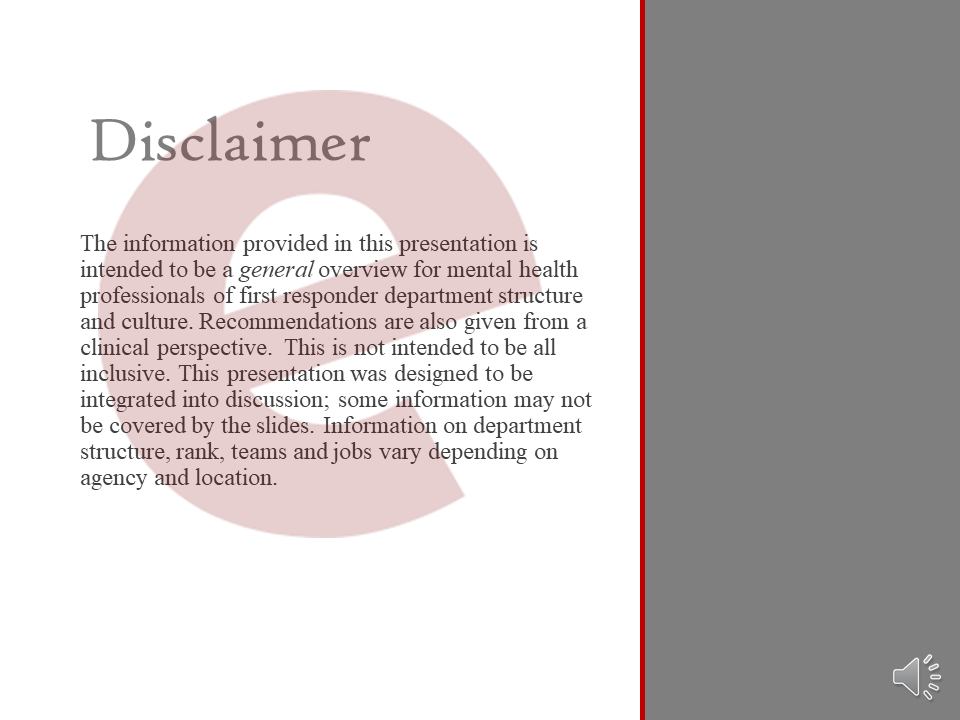 Disclaimer
The information provided in this presentation is
intended to be a general overview for mental health
professionals of first responder department structure
and culture. Recommendations are also given from a
clinical perspective.  This is not intended to be all
inclusive. This presentation was designed to be
integrated into discussion; some information may not
be covered by the slides. Information on department
structure, rank, teams and jobs vary depending on
agency and location.
e